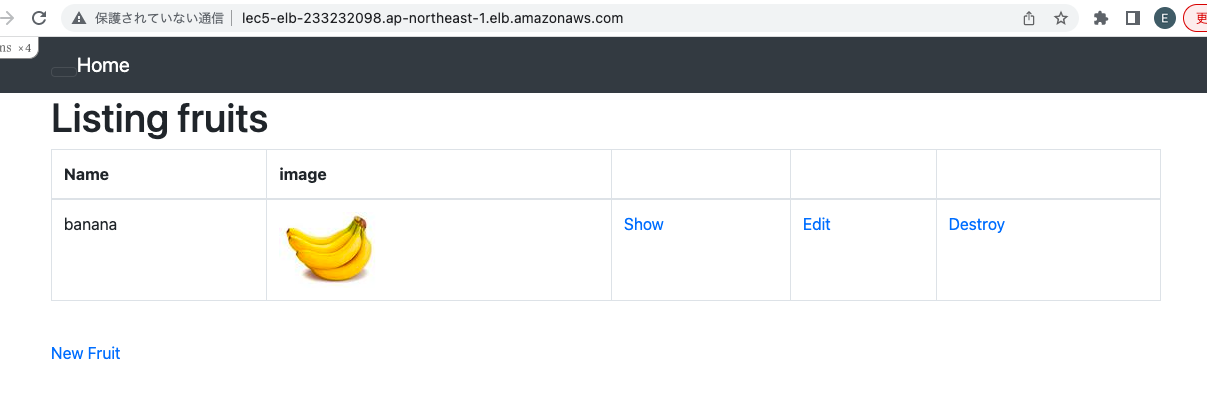 保護されていない通信 lec5-elb-233232098.ap-northeast-1.elb.amazonaws.com E 更
ms ×4
Home
Listing fruits
Name image
banana Show Edit Destroy
New Fruit